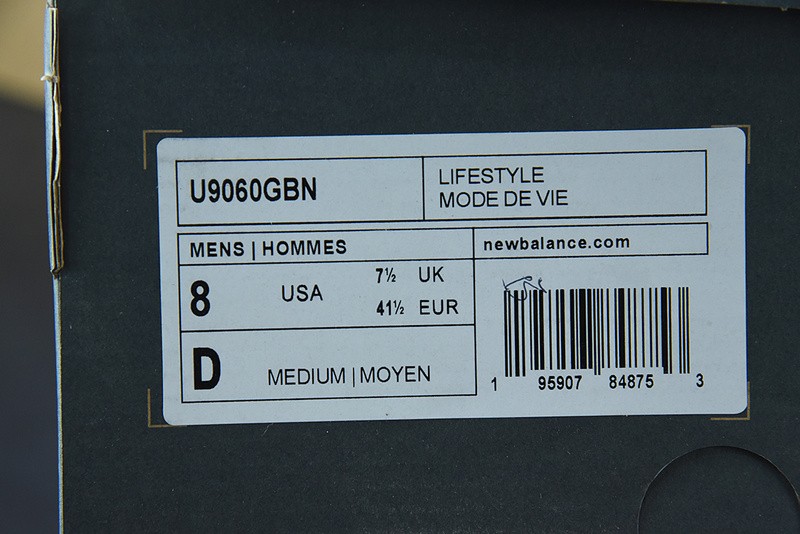 U9060GBN
LIFESTYLE
MODE DE VIE
MENS | HOMMES
newbalance.com
8 USA 7½ UK
41½ EUR
D MEDIUM | MOYEN
1 95907 84875 3